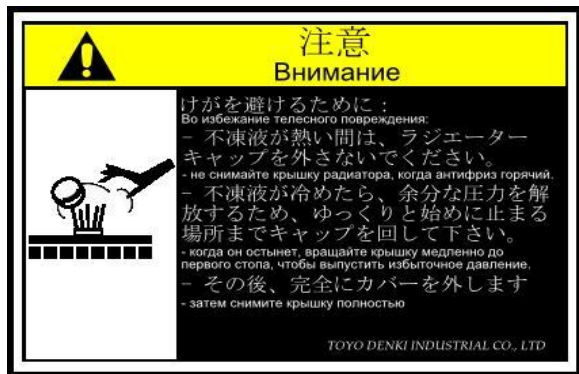 注意
Внимание
けがを避けるために：
Во избежание телесного повреждения:
- 不凍液が熱い間は、ラジエーター
キャップを外さないでください。
- не снимайте крышку радиатора, когда антифриз горячий.
- 不凍液が冷めたら、余分な圧力を解
放するため、ゆっくりと始めに止まる
場所までキャップを回して下さい。
- когда он остынет, вращайте крышку медленно до
первого стопа, чтобы выпустить избыточное давление.
- その後、完全にカバーを外します
- затем снимите крышку полностью
TOYO DENKI INDUSTRIAL CO., LTD